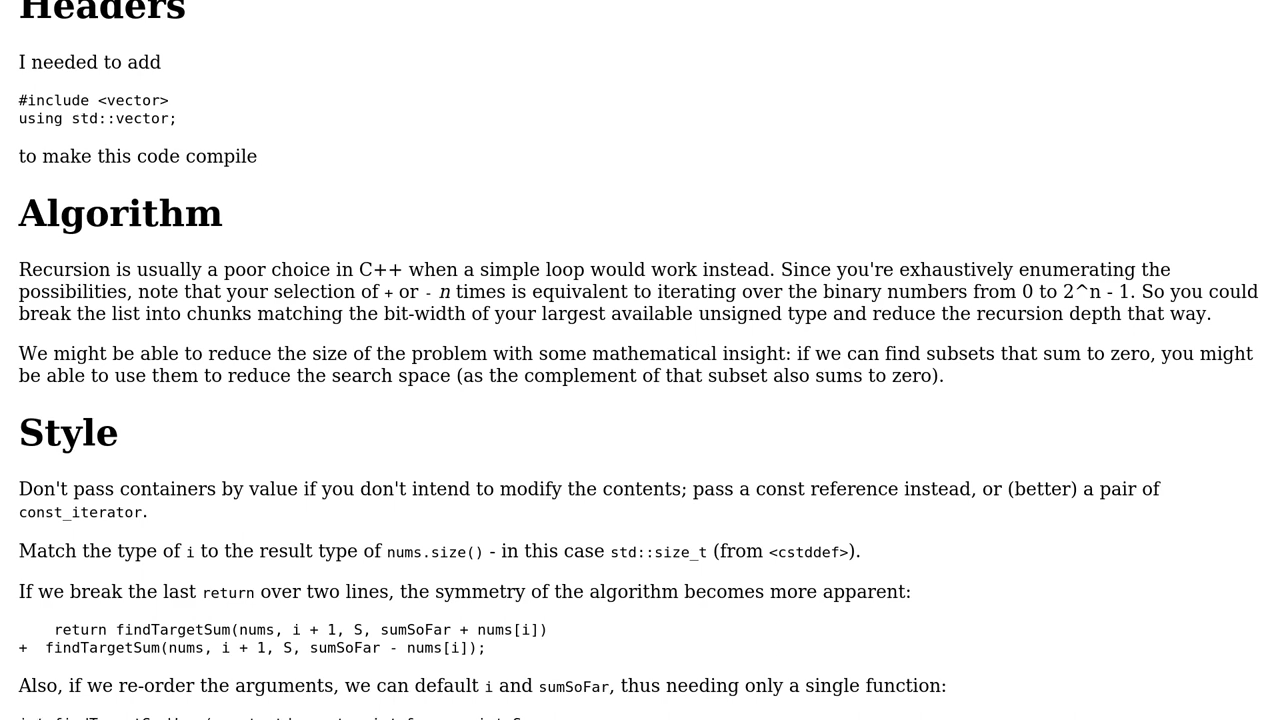 Headers
I needed to add
#include <vector>
using std::vector;
to make this code compile
Algorithm
Recursion is usually a poor choice in C++ when a simple loop would work instead. Since you're exhaustively enumerating the
possibilities, note that your selection of + or - n times is equivalent to iterating over the binary numbers from 0 to 2^n - 1. So you could
break the list into chunks matching the bit-width of your largest available unsigned type and reduce the recursion depth that way.
We might be able to reduce the size of the problem with some mathematical insight: if we can find subsets that sum to zero, you might
be able to use them to reduce the search space (as the complement of that subset also sums to zero).
Style
Don't pass containers by value if you don't intend to modify the contents; pass a const reference instead, or (better) a pair of
const_iterator.
Match the type of i to the result type of nums.size() - in this case std::size_t (from <cstddef>).
If we break the last return over two lines, the symmetry of the algorithm becomes more apparent:
    return findTargetSum(nums, i + 1, S, sumSoFar + nums[i])
+  findTargetSum(nums, i + 1, S, sumSoFar - nums[i]);
Also, if we re-order the arguments, we can default i and sumSoFar, thus needing only a single function: